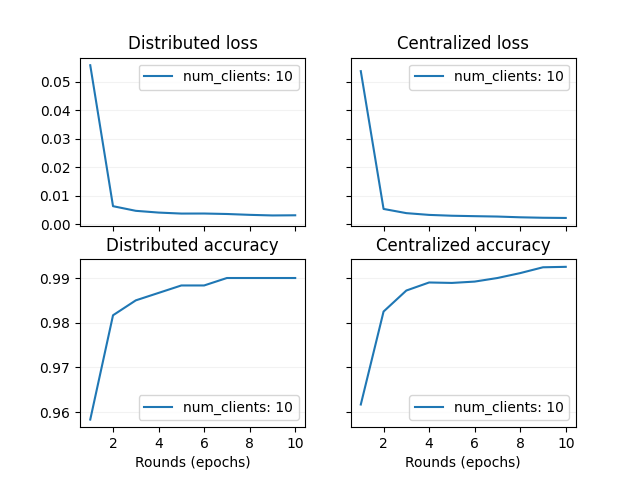 Distributed loss
Centralized loss
num_clients: 10
num_clients: 10
0.05
0.04
0.03
0.02
0.01
0.00
Distributed accuracy
Centralized accuracy
0.99
0.98
0.97
0.96
num_clients: 10
num_clients: 10
2 4 6 8 10
2 4 6 8 10
Rounds (epochs)
Rounds (epochs)